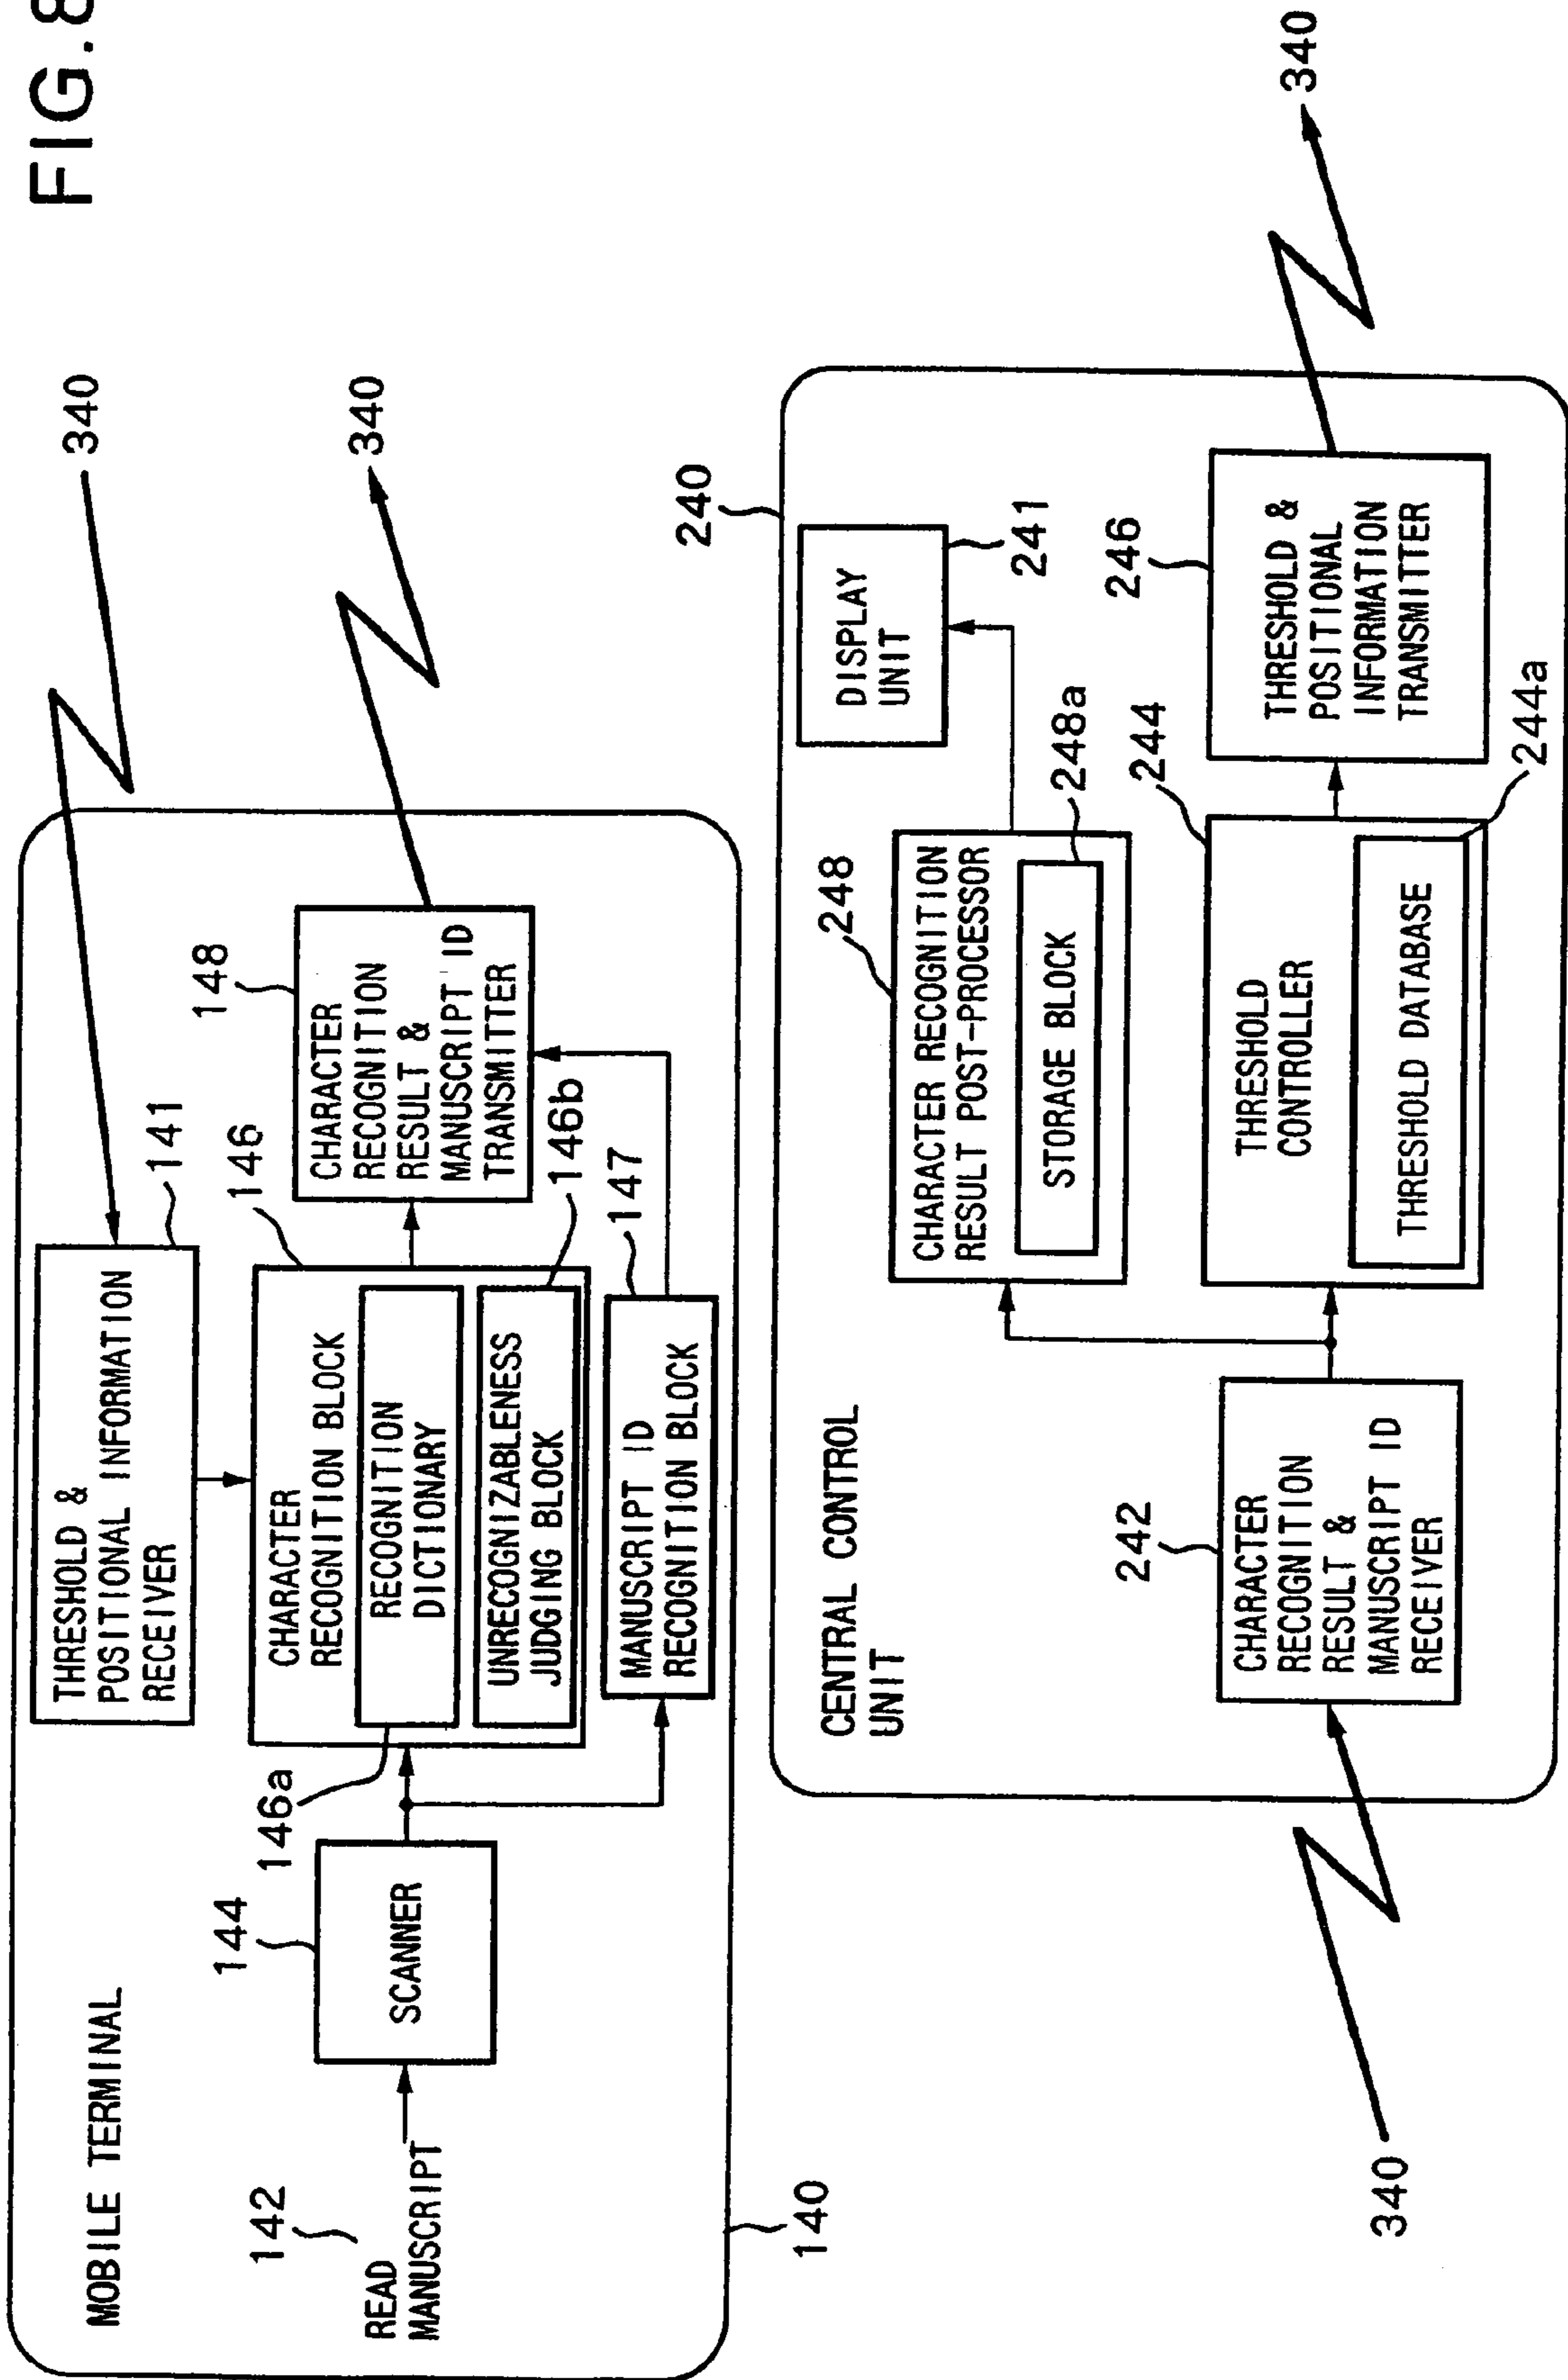 FIG.8
MOBILE TERMINAL
340
THRESHOLD &
POSITIONAL INFORMATION
RECEIVER
141
142
READ
MANUSCRIPT
144
SCANNER
146a
CHARACTER
RECOGNITION BLOCK
146
RECOGNITION
DICTIONARY
UNRECOGNIZABLENESS
JUDGING BLOCK
146b
MANUSCRIPT ID
RECOGNITION BLOCK
147
148
CHARACTER
RECOGNITION
RESULT &
MANUSCRIPT ID
TRANSMITTER
340
140
CENTRAL CONTROL
UNIT
240
DISPLAY
UNIT
241
248
CHARACTER RECOGNITION
RESULT POST-PROCESSOR
STORAGE BLOCK
248a
340
242
CHARACTER
RECOGNITION
RESULT &
MANUSCRIPT ID
RECEIVER
244
THRESHOLD
CONTROLLER
THRESHOLD DATABASE
244a
246
THRESHOLD &
POSITIONAL
INFORMATION
TRANSMITTER
340